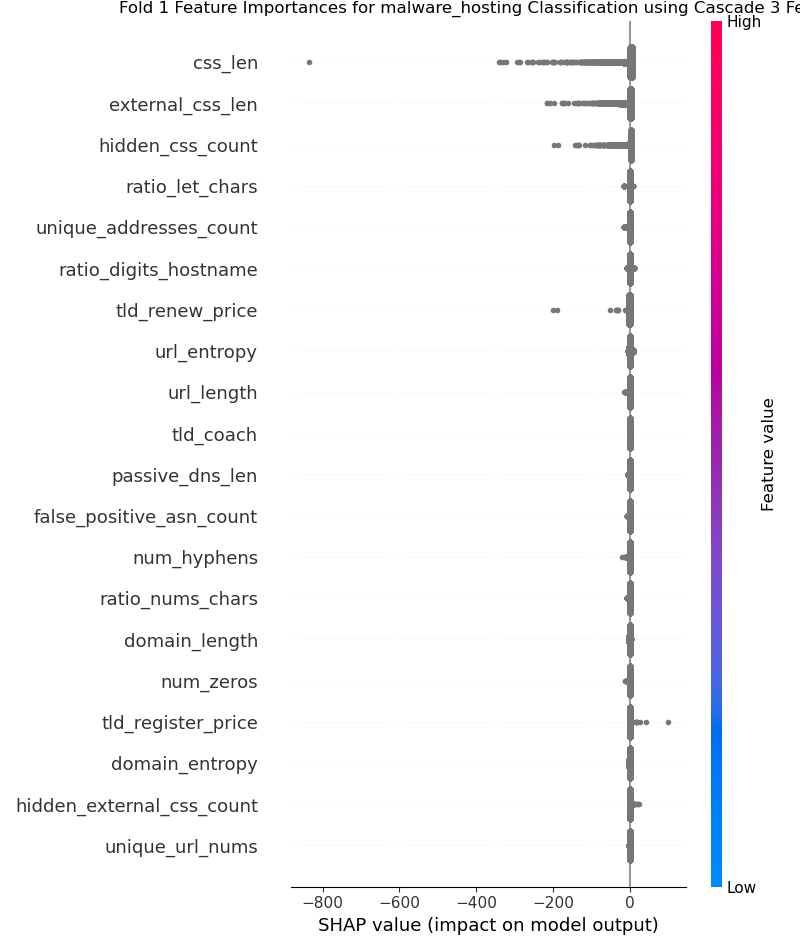 Fold 1 Feature Importances for malware_hosting Classification using Cascade 3 Fe
High
css_len
external_css_len
hidden_css_count
ratio_let_chars
unique_addresses_count
ratio_digits_hostname
tld_renew_price
url_entropy
url_length
tld_coach
passive_dns_len
false_positive_asn_count
num_hyphens
ratio_nums_chars
domain_length
num_zeros
tld_register_price
domain_entropy
hidden_external_css_count
unique_url_nums
Feature value
Low
−800 −600 −400 −200 0
SHAP value (impact on model output)